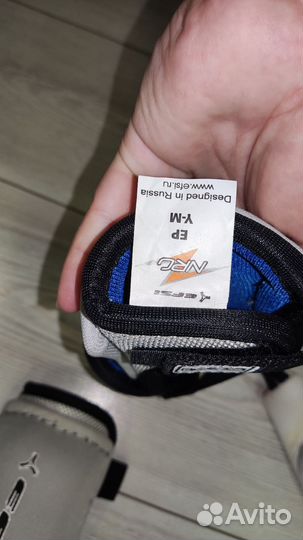 EFSI
NRG
EP
Y-M
Designed in Russia
www.efsi.ru
Avito